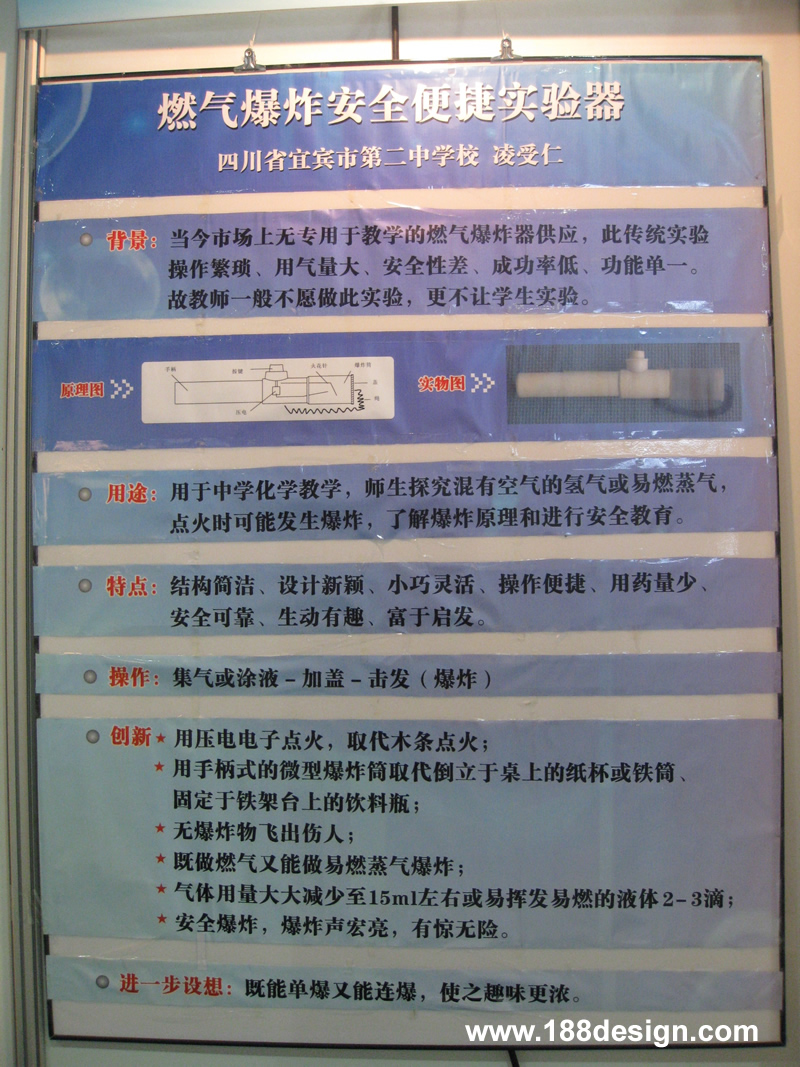 燃气爆炸安全便捷实验器
四川省宜宾市第二中学校 凌受仁
背景：当今市场上无专用于教学的燃气爆炸器供应，此传统实验
操作繁琐、用气量大、安全性差、成功率低、功能单一。
故教师一般不愿做此实验，更不让学生实验。
原理图
手柄 按键 点火针 爆炸筒
盖
绳
压电
实物图
用途：用于中学化学教学，师生探究混有空气的氢气或易燃蒸气，
点火时可能发生爆炸，了解爆炸原理和进行安全教育。
特点：结构简洁、设计新颖、小巧灵活、操作便捷、用药量少、
安全可靠、生动有趣、富于启发。
操作：集气或涂液－加盖－击发（爆炸）
创新★用压电电子点火，取代木条点火；
★用手柄式的微型爆炸筒取代倒立于桌上的纸杯或铁筒、
固定于铁架台上的饮料瓶；
★无爆炸物飞出伤人；
★既做燃气又能做易燃蒸气爆炸；
★气体用量大大减少至15ml左右或易挥发易燃的液体2－3滴；
★安全爆炸，爆炸声宏亮，有惊无险。
进一步设想：既能单爆又能连爆，使之趣味更浓。
www.188design.com